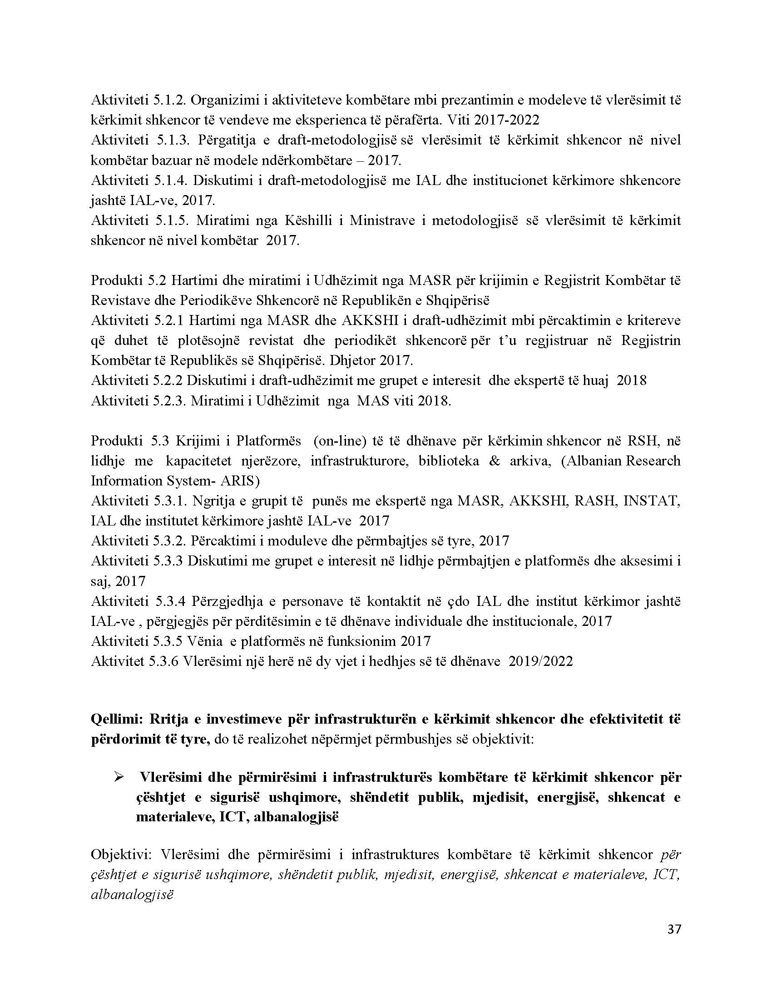 Aktiviteti 5.1.2. Organizimi i aktiviteteve kombëtare mbi prezantimin e modeleve të vlerësimit të
kërkimit shkencor të vendeve me eksperienca të përafërta. Viti 2017-2022
Aktiviteti 5.1.3. Përgatitja e draft-metodologjisë së vlerësimit të kërkimit shkencor në nivel
kombëtar bazuar në modele ndërkombëtare – 2017.
Aktiviteti 5.1.4. Diskutimi i draft-metodologjisë me IAL dhe institucionet kërkimore shkencore
jashtë IAL-ve, 2017.
Aktiviteti 5.1.5. Miratimi nga Këshilli i Ministrave i metodologjisë së vlerësimit të kërkimit
shkencor në nivel kombëtar 2017.
Produkti 5.2 Hartimi dhe miratimi i Udhëzimit nga MASR për krijimin e Regjistrit Kombëtar të
Revistave dhe Periodikëve Shkencorë në Republikën e Shqipërisë
Aktiviteti 5.2.1 Hartimi nga MASR dhe AKKSHI i draft-udhëzimit mbi përcaktimin e kritereve
që duhet të plotësojnë revistat dhe periodikët shkencorë për t’u regjistruar në Regjistrin
Kombëtar të Republikës së Shqipërisë. Dhjetor 2017.
Aktiviteti 5.2.2 Diskutimi i draft-udhëzimit me grupet e interesit dhe ekspertë të huaj 2018
Aktiviteti 5.2.3. Miratimi i Udhëzimit nga MAS viti 2018.
Produkti 5.3 Krijimi i Platformës (on-line) të të dhënave për kërkimin shkencor në RSH, në
lidhje me kapacitetet njerëzore, infrastrukturore, biblioteka & arkiva, (Albanian Research
Information System- ARIS)
Aktiviteti 5.3.1. Ngritja e grupit të punës me ekspertë nga MASR, AKKSHI, RASH, INSTAT,
IAL dhe institutet kërkimore jashtë IAL-ve 2017
Aktiviteti 5.3.2. Përcaktimi i moduleve dhe përmbajtjes së tyre, 2017
Aktiviteti 5.3.3 Diskutimi me grupet e interesit në lidhje përmbajtjen e platformës dhe aksesimi i
saj, 2017
Aktiviteti 5.3.4 Përzgjedhja e personave të kontaktit në çdo IAL dhe institut kërkimor jashtë
IAL-ve , përgjegjës për përditësimin e të dhënave individuale dhe institucionale, 2017
Aktiviteti 5.3.5 Vënia e platformës në funksionim 2017
Aktivitet 5.3.6 Vlerësimi një herë në dy vjet i hedhjes së të dhënave 2019/2022
Qellimi: Rritja e investimeve për infrastrukturën e kërkimit shkencor dhe efektivitetit të
përdorimit të tyre, do të realizohet nëpërmjet përmbushjes së objektivit:
➢ Vlerësimi dhe përmirësimi i infrastrukturës kombëtare të kërkimit shkencor për
çështjet e sigurisë ushqimore, shëndetit publik, mjedisit, energjisë, shkencat e
materialeve, ICT, albanalogjisë
Objektivi: Vlerësimi dhe përmirësimi i infrastruktures kombëtare të kërkimit shkencor për
çështjet e sigurisë ushqimore, shëndetit publik, mjedisit, energjisë, shkencat e materialeve, ICT,
albanalogjisë
37